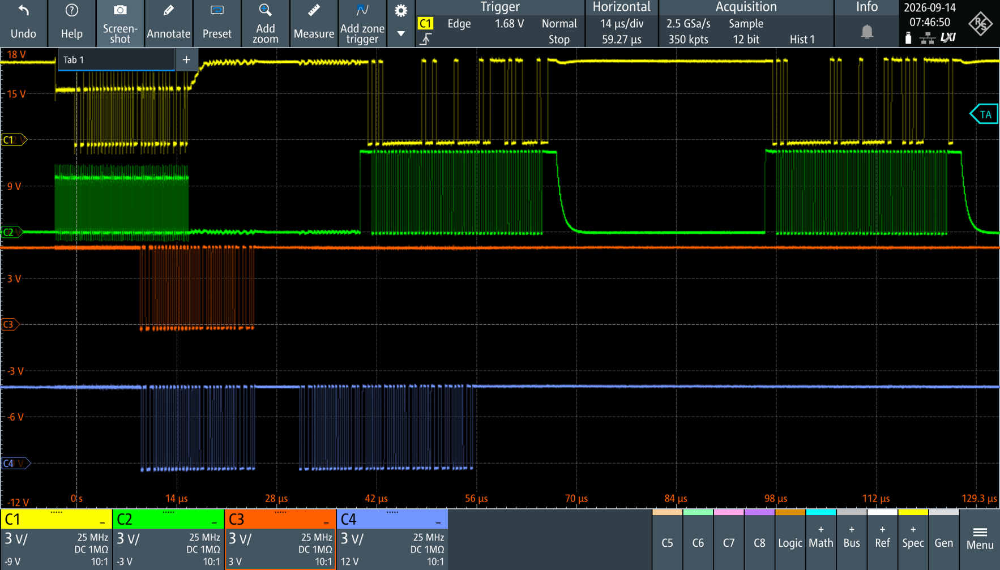 Undo
Help
Screen-
shot
Annotate
Preset
Add
zoom
Measure
Add zone
trigger
Trigger
C1
Edge
1.68 V
Normal
Stop
Horizontal
14 µs/div
59.27 µs
Acquisition
2.5 GSa/s
Sample
350 kpts
12 bit
Hist 1
Info
2026-09-14
07:46:50
LXI
R S
18 V
Tab 1
+
15 V
TA
C1
9 V
C2
3 V
C3
-3 V
-6 V
C4
-12 V
0 s
14 µs
28 µs
42 µs
56 µs
70 µs
84 µs
98 µs
112 µs
129.3 µs
C1
3 V/
25 MHz
DC 1MΩ
-9 V
10:1
C2
3 V/
25 MHz
DC 1MΩ
-3 V
10:1
C3
3 V/
25 MHz
DC 1MΩ
3 V
10:1
C4
3 V/
25 MHz
DC 1MΩ
12 V
10:1
C5
C6
C7
C8
Logic
+
Math
+
Bus
+
Ref
+
Spec
Gen
Menu